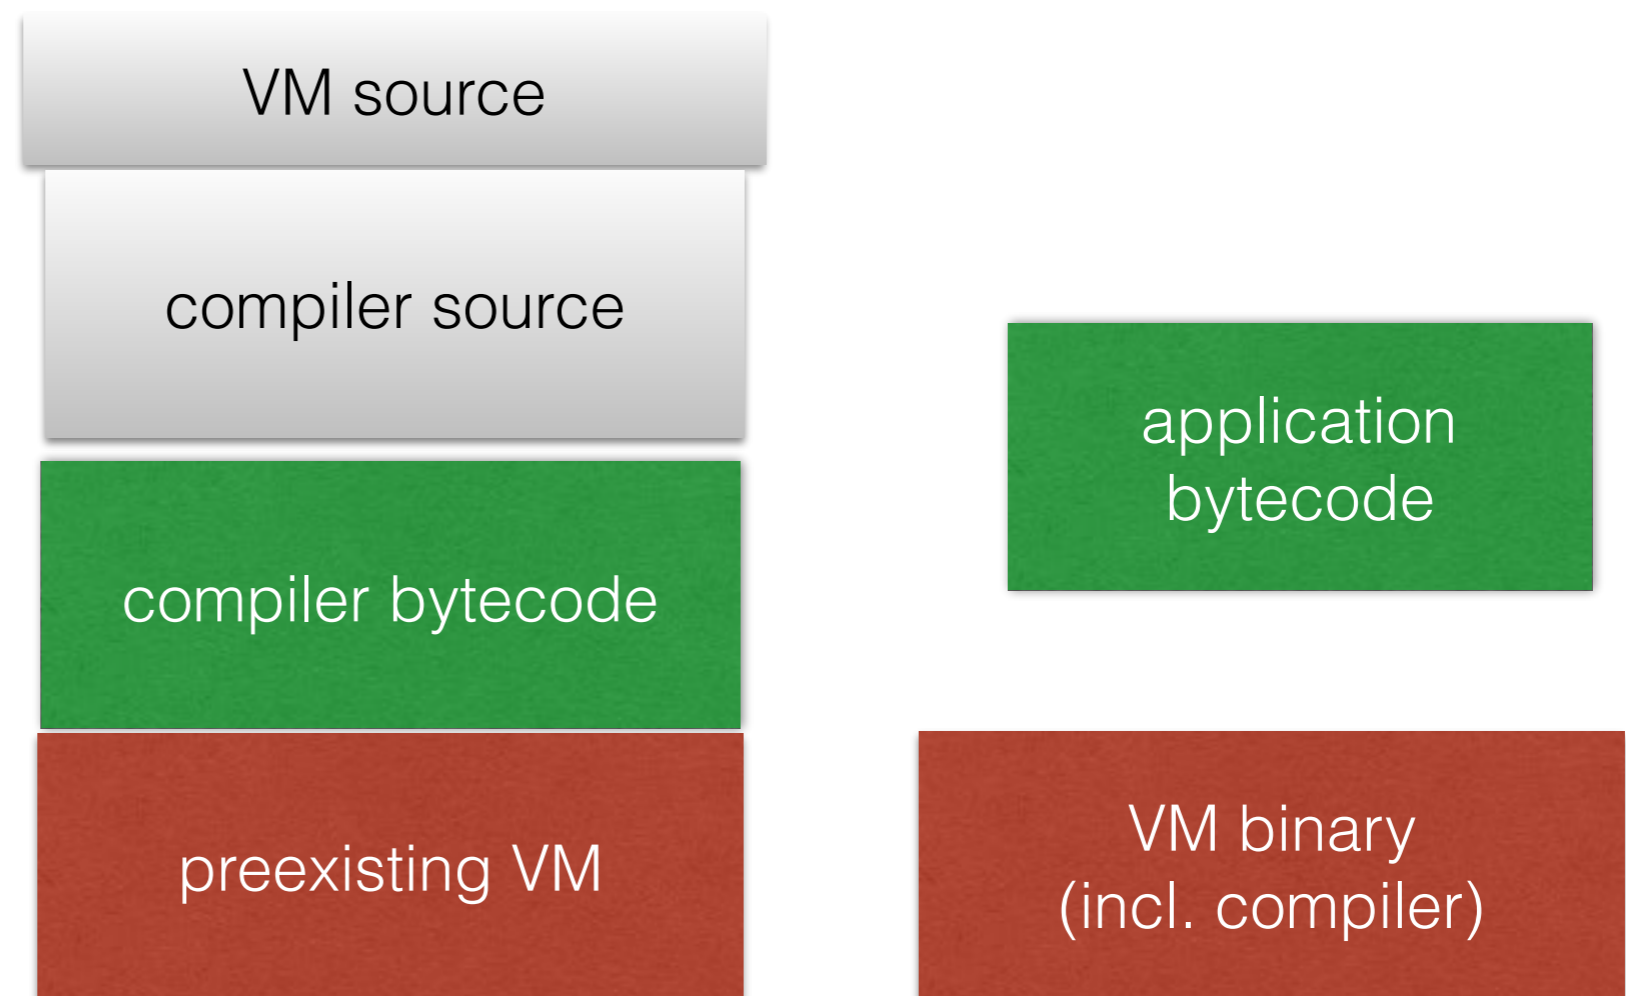 VM source
compiler source
compiler bytecode
preexisting VM
application
bytecode
VM binary
(incl. compiler)